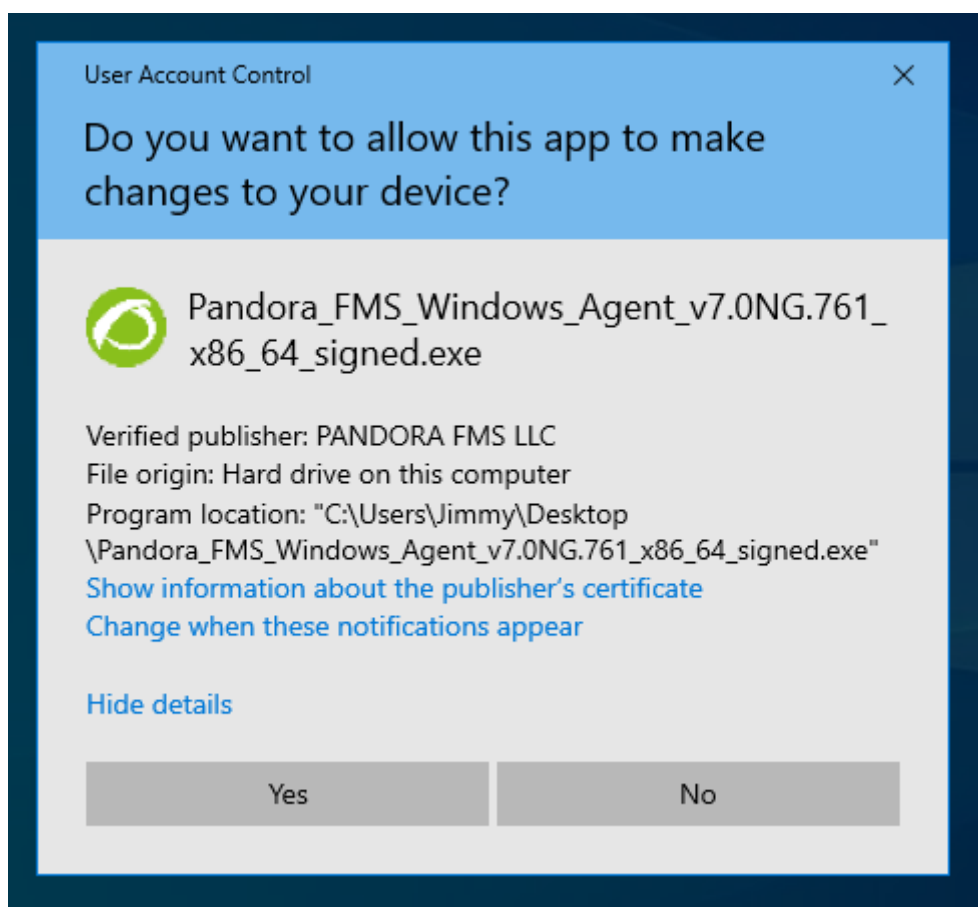 User Account Control
Do you want to allow this app to make
changes to your device?
Pandora_FMS_Windows_Agent_v7.0NG.761_
x86_64_signed.exe
Verified publisher: PANDORA FMS LLC
File origin: Hard drive on this computer
Program location: "C:\Users\Jimmy\Desktop
\Pandora_FMS_Windows_Agent_v7.0NG.761_x86_64_signed.exe"
Show information about the publisher's certificate
Change when these notifications appear
Hide details
Yes
No